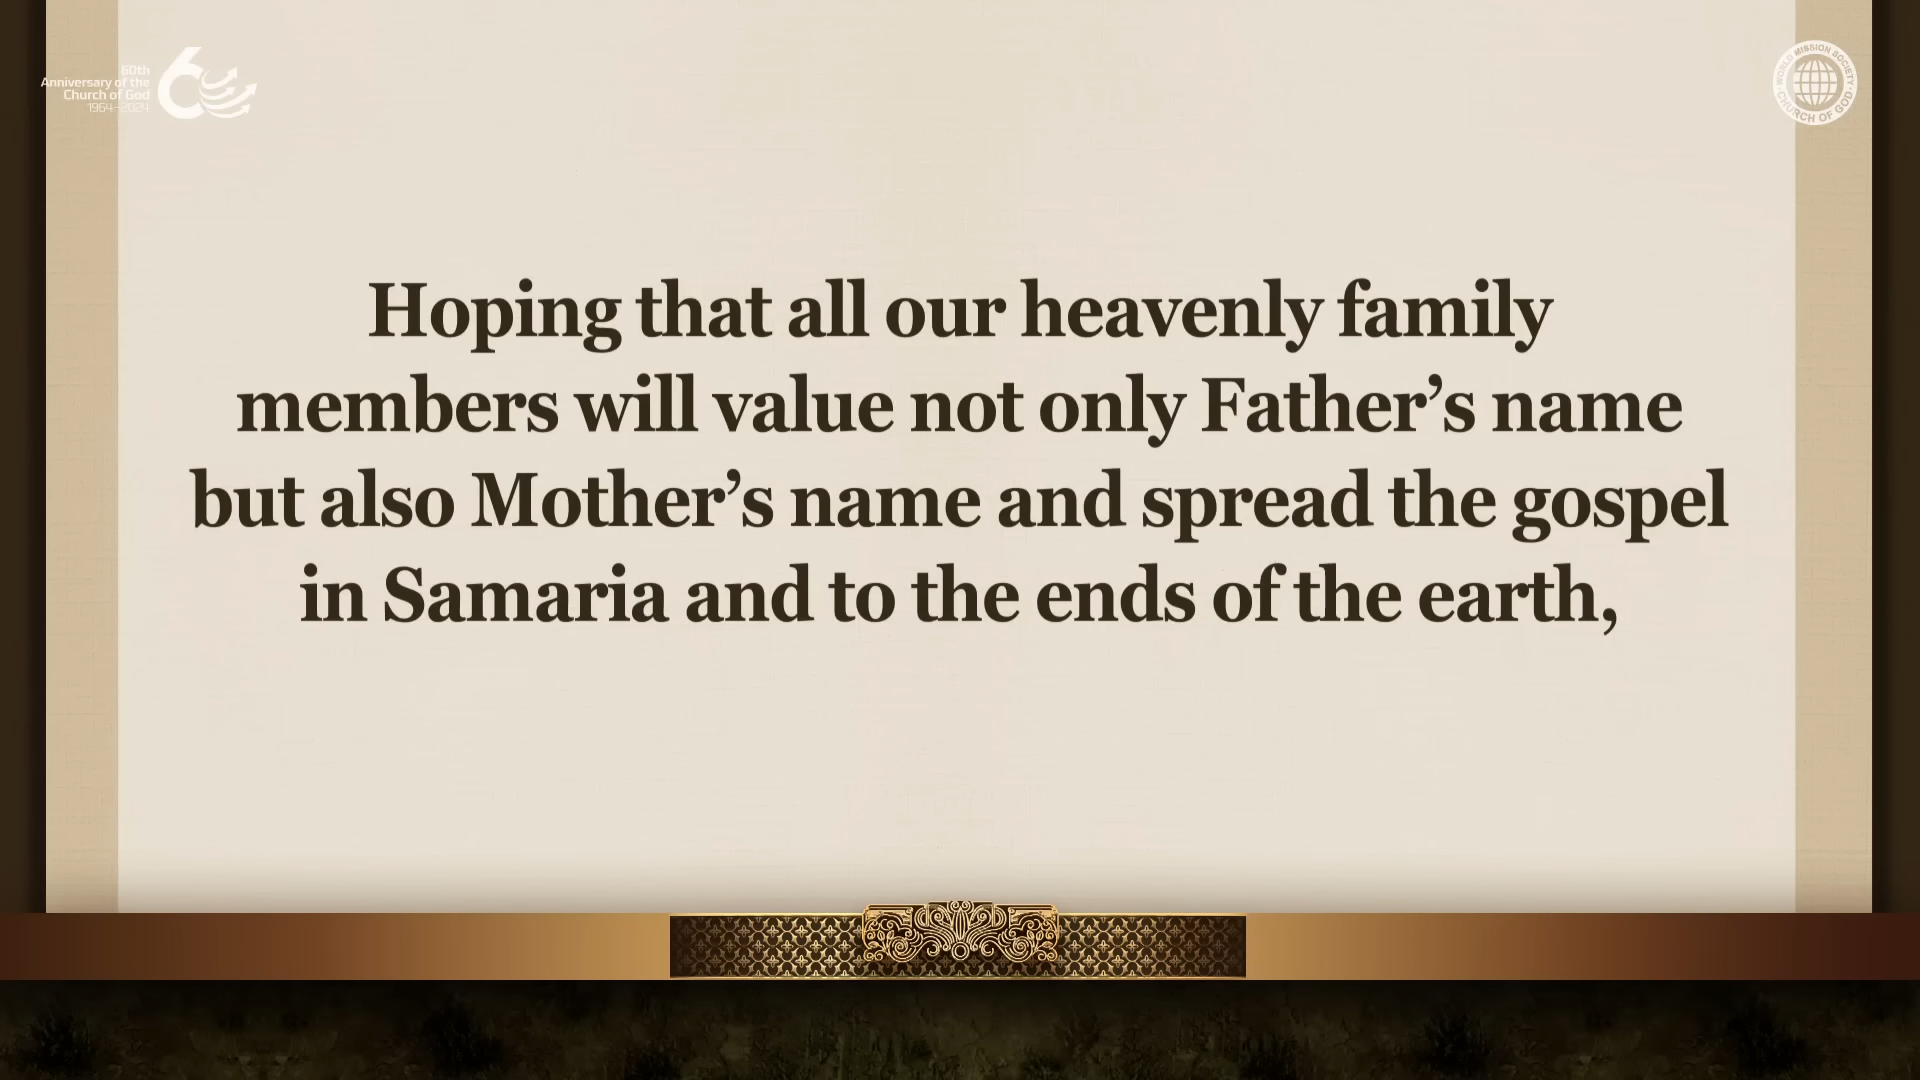 60th
Anniversary of the
Church of God
1964–2024
WORLD MISSION SOCIETY
CHURCH OF GOD
Hoping that all our heavenly family
members will value not only Father’s name
but also Mother’s name and spread the gospel
in Samaria and to the ends of the earth,